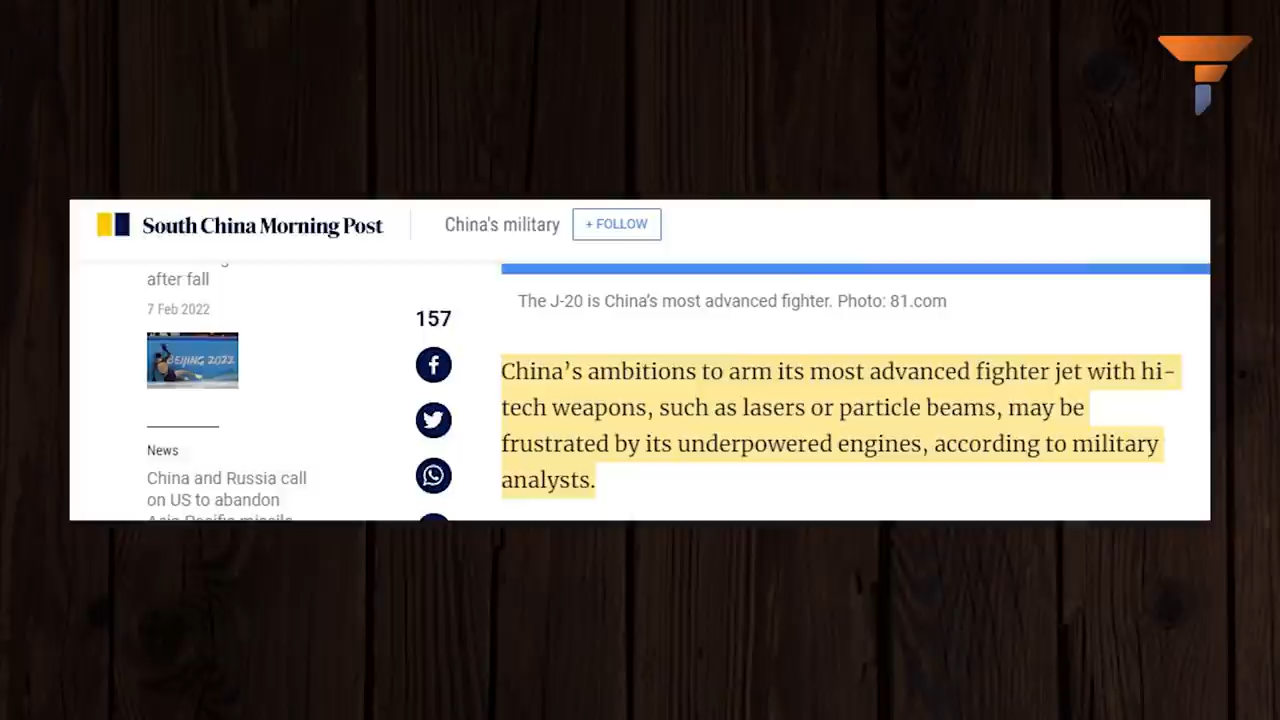 South China Morning Post
China's military
+ FOLLOW
after fall
7 Feb 2022
BEIJING 2022
News
China and Russia call
on US to abandon
Asia-Pacific missile
157
The J-20 is China's most advanced fighter. Photo: 81.com
China’s ambitions to arm its most advanced fighter jet with hi-
tech weapons, such as lasers or particle beams, may be
frustrated by its underpowered engines, according to military
analysts.